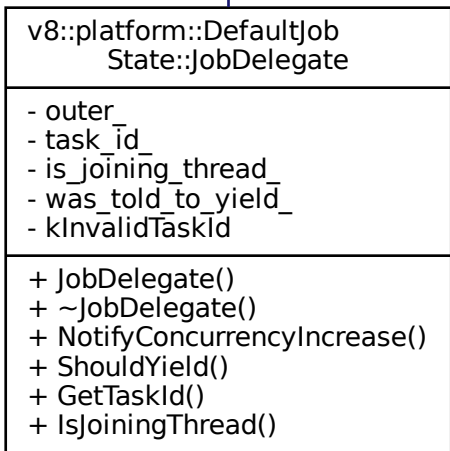 v8::platform::DefaultJob
State::JobDelegate
- outer_
- task_id_
- is_joining_thread_
- was_told_to_yield_
- kInvalidTaskId
+ JobDelegate()
+ ~JobDelegate()
+ NotifyConcurrencyIncrease()
+ ShouldYield()
+ GetTaskId()
+ IsJoiningThread()